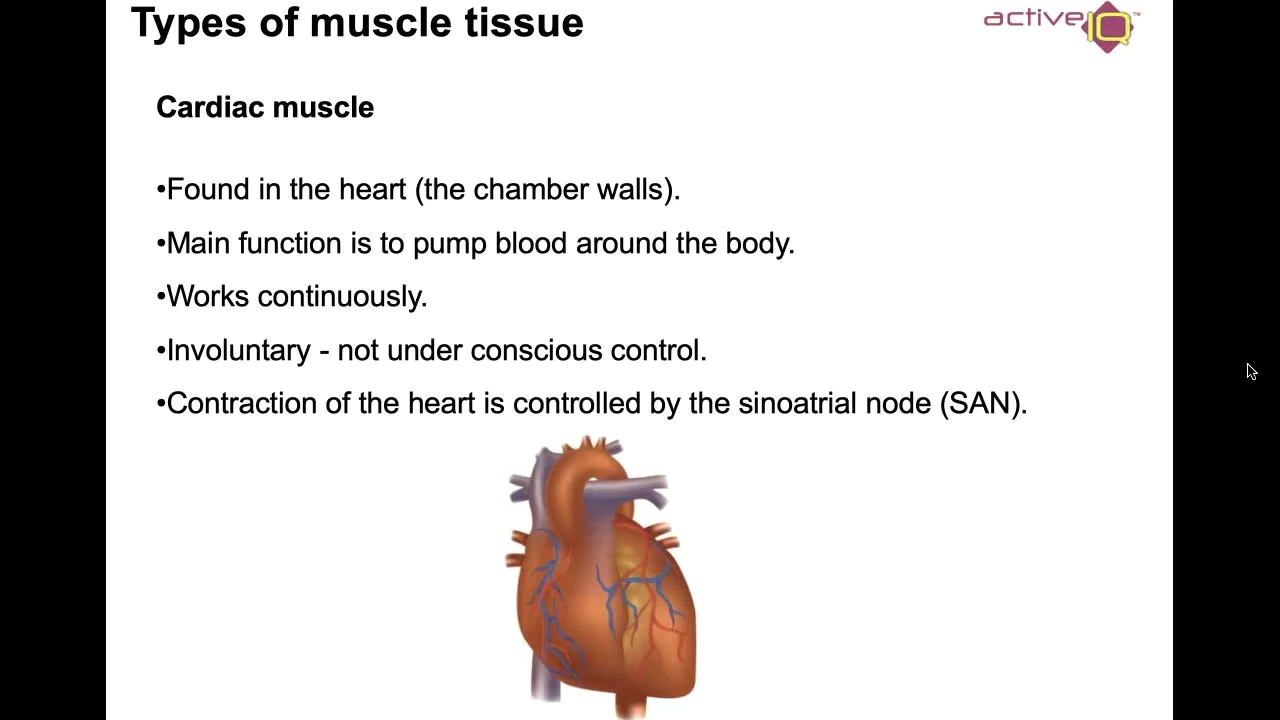 Types of muscle tissue
active IQ™
Cardiac muscle
•Found in the heart (the chamber walls).
•Main function is to pump blood around the body.
•Works continuously.
•Involuntary - not under conscious control.
•Contraction of the heart is controlled by the sinoatrial node (SAN).